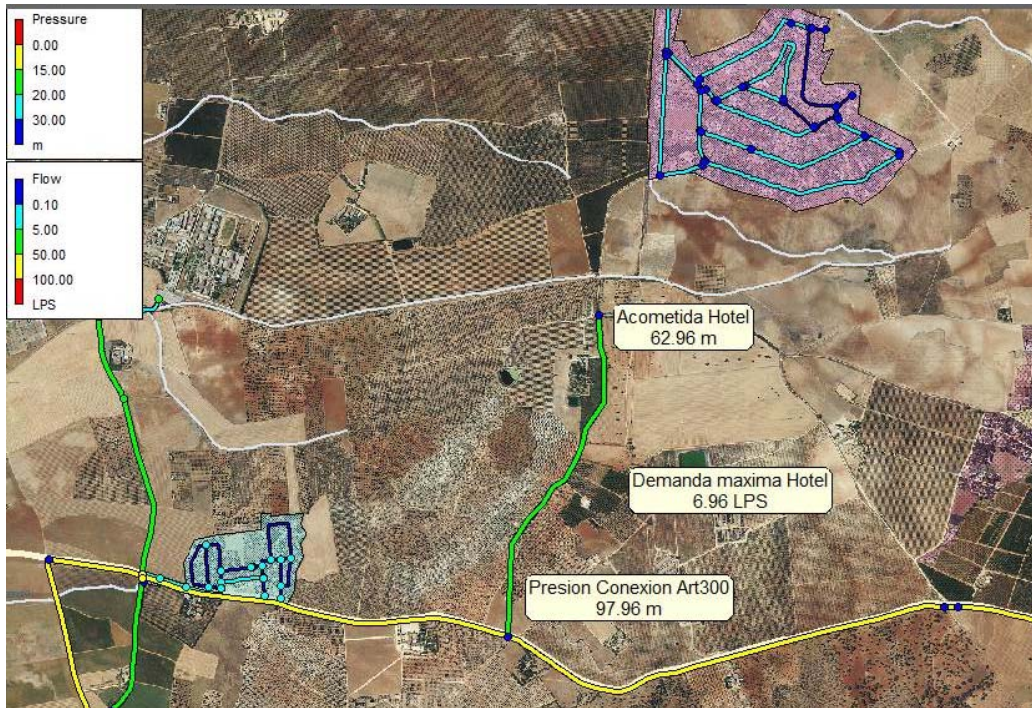 Pressure
0.00
15.00
20.00
30.00
m
Flow
0.10
5.00
50.00
100.00
LPS
Acometida Hotel
62.96 m
Demanda maxima Hotel
6.96 LPS
Presion Conexion Art300
97.96 m